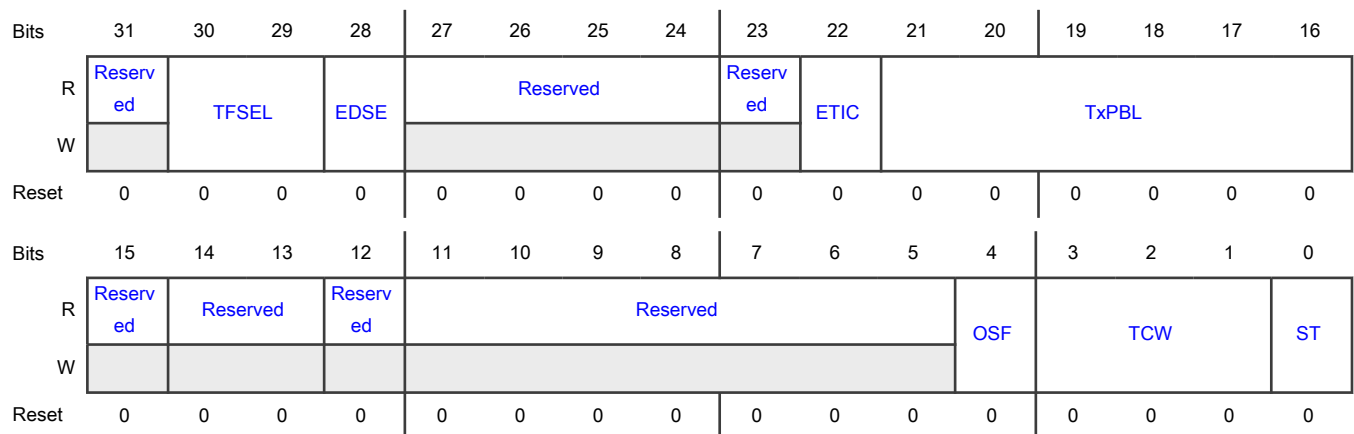 Bits 31 30 29 28 27 26 25 24 23 22 21 20 19 18 17 16
R Reserv ed TFSEL EDSE Reserved Reserv ed ETIC TxPBL
W
Reset 0 0 0 0 0 0 0 0 0 0 0 0 0 0 0 0
Bits 15 14 13 12 11 10 9 8 7 6 5 4 3 2 1 0
R Reserv ed Reserved Reserv ed Reserved OSF TCW ST
W
Reset 0 0 0 0 0 0 0 0 0 0 0 0 0 0 0 0